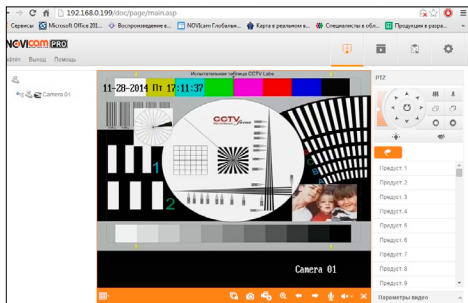 192.168.0.199/doc/page/main.asp
Сервисы Microsoft Office 201... Воспроизведение в... NOVIcam Глобальн... Карта в реальном в... Специалисты в обл... Продукция в разра...
NOVICAM PRO
admin Выход Помощь
Camera 01
Испытательная таблица CCTV Labs
11-28-2014 Пт 17:11:37
CCTV
1
2
Camera 01
PTZ
Предуст. 1
Предуст. 2
Предуст. 3
Предуст. 4
Предуст. 5
Предуст. 6
Предуст. 7
Предуст. 8
Предуст. 9
Параметры видео